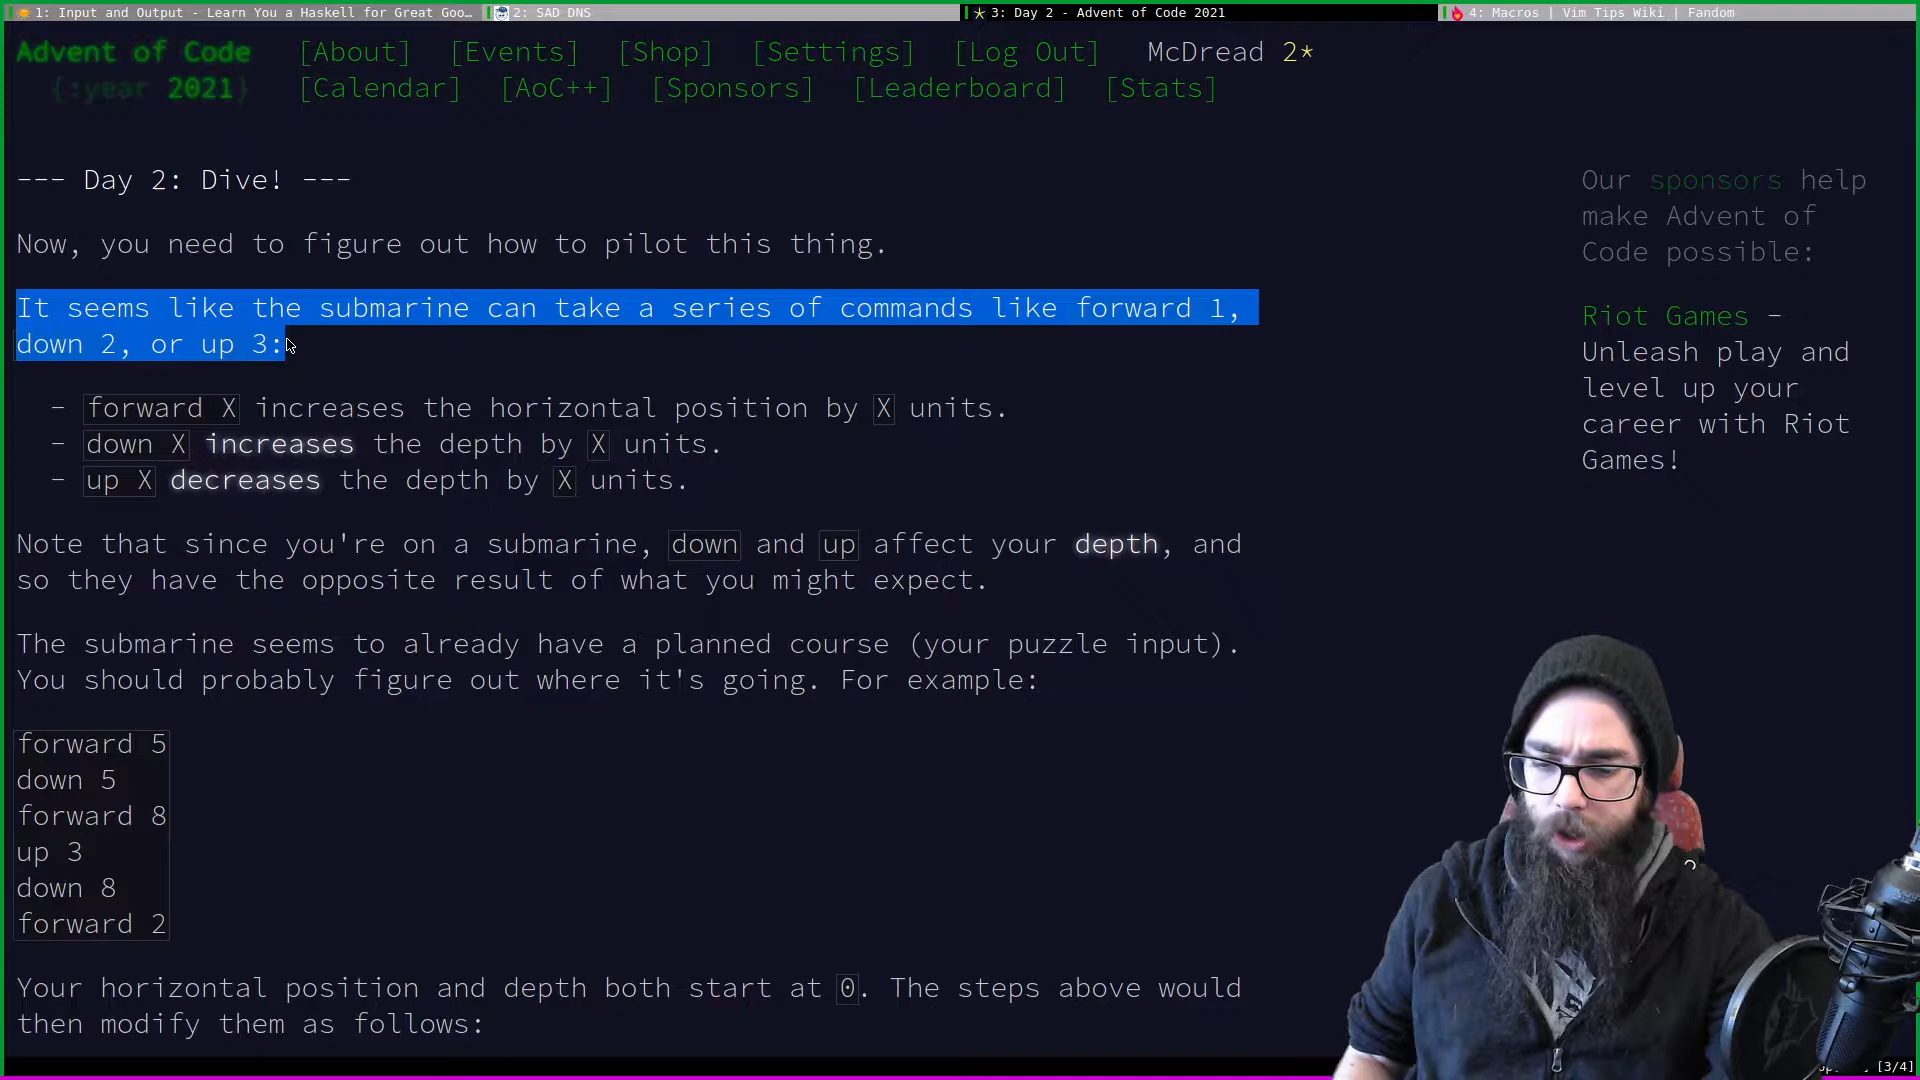 1: Input and Output - Learn You a Haskell for Great Goo...
2: SAD DNS
3: Day 2 - Advent of Code 2021
4: Macros | Vim Tips Wiki | Fandom
Advent of Code [About] [Events] [Shop] [Settings] [Log Out] McDread 2*
{:year 2021} [Calendar] [AoC++] [Sponsors] [Leaderboard] [Stats]
--- Day 2: Dive! ---
Now, you need to figure out how to pilot this thing.
It seems like the submarine can take a series of commands like forward 1,
down 2, or up 3:
- forward X increases the horizontal position by X units.
- down X increases the depth by X units.
- up X decreases the depth by X units.
Note that since you're on a submarine, down and up affect your depth, and
so they have the opposite result of what you might expect.
The submarine seems to already have a planned course (your puzzle input).
You should probably figure out where it's going. For example:
forward 5
down 5
forward 8
up 3
down 8
forward 2
Your horizontal position and depth both start at 0. The steps above would
then modify them as follows:
Our sponsors help
make Advent of
Code possible:
Riot Games -
Unleash play and
level up your
career with Riot
Games!
[3/4]